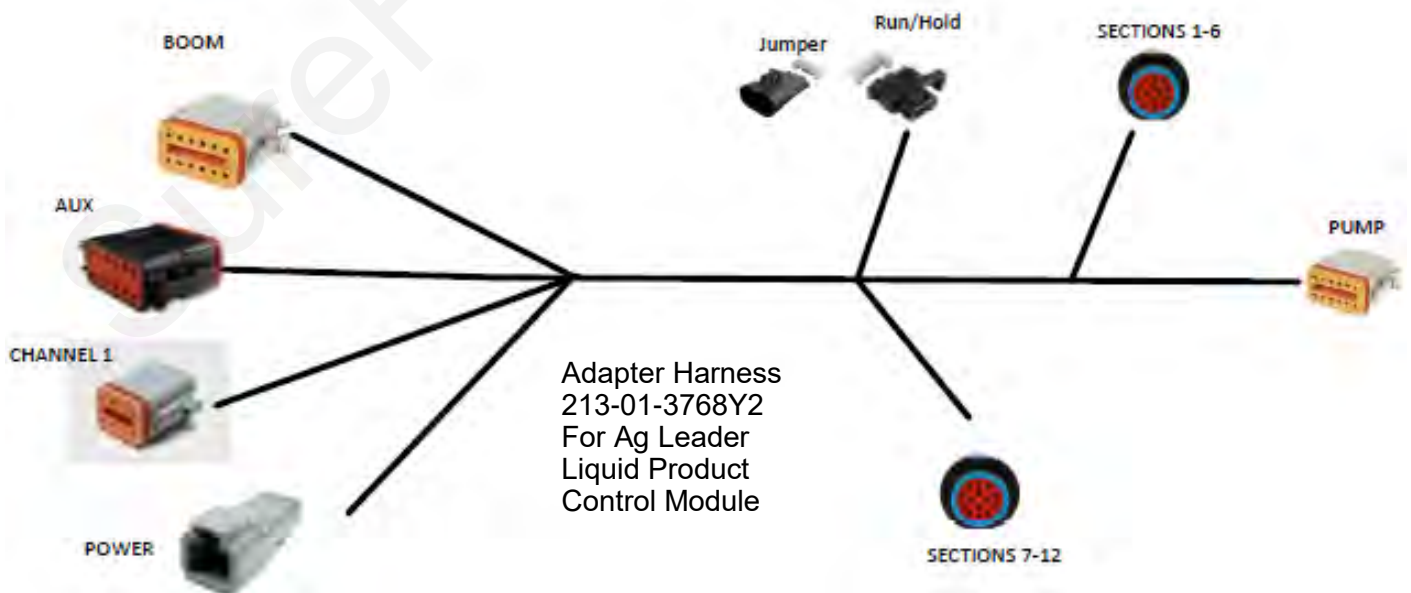 BOOM
Jumper
Run/Hold
SECTIONS 1-6
AUX
PUMP
CHANNEL 1
Adapter Harness
213-01-3768Y2
For Ag Leader
Liquid Product
Control Module
POWER
SECTIONS 7-12